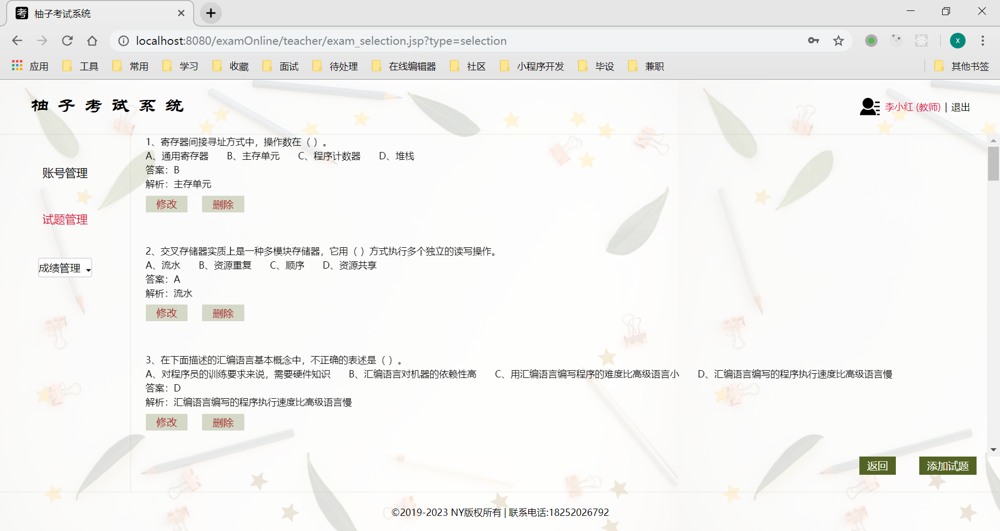 柚子考试系统
localhost:8080/examOnline/teacher/exam_selection.jsp?type=selection
x
应用 工具 常用 学习 收藏 面试 待处理 在线编辑器 社区 小程序开发 毕设 兼职 其他书签
柚子考试系统
李小红 (教师) | 退出
账号管理
试题管理
成绩管理
1、寄存器间接寻址方式中，操作数在（ ）。
A、通用寄存器 B、主存单元 C、程序计数器 D、堆栈
答案：B
解析：主存单元
修改 删除
2、交叉存储器实质上是一种多模块存储器，它用（ ）方式执行多个独立的读写操作。
A、流水 B、资源重复 C、顺序 D、资源共享
答案：A
解析：流水
修改 删除
3、在下面描述的汇编语言基本概念中，不正确的表述是（ ）。
A、对程序员的训练要求来说，需要硬件知识 B、汇编语言对机器的依赖性高 C、用汇编语言编写程序的难度比高级语言小 D、汇编语言编写的程序执行速度比高级语言慢
答案：D
解析：汇编语言编写的程序执行速度比高级语言慢
修改 删除
返回 添加试题
©2019-2023 NY版权所有 | 联系电话:18252026792